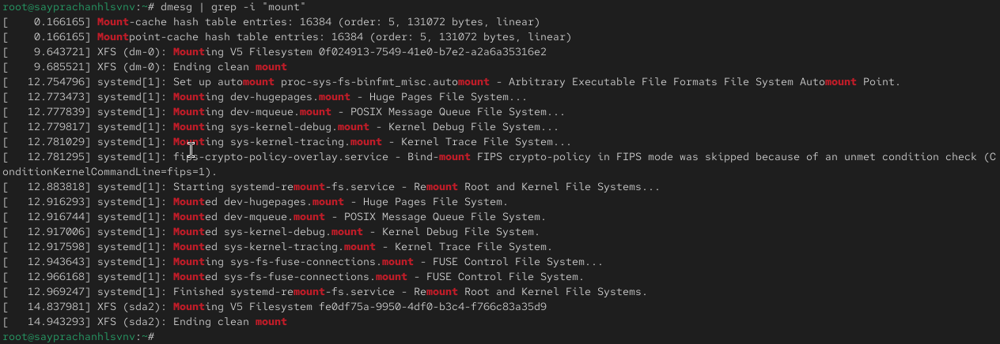 root@sayprachanhlsvnv:~# dmesg | grep -i "mount"
[    0.166165] Mount-cache hash table entries: 16384 (order: 5, 131072 bytes, linear)
[    0.166165] Mountpoint-cache hash table entries: 16384 (order: 5, 131072 bytes, linear)
[    9.643721] XFS (dm-0): Mounting V5 Filesystem 0f024913-7549-41e0-b7e2-a2a6a35316e2
[    9.685521] XFS (dm-0): Ending clean mount
[   12.754796] systemd[1]: Set up automount proc-sys-fs-binfmt_misc.automount - Arbitrary Executable File Formats File System Automount Point.
[   12.773473] systemd[1]: Mounting dev-hugepages.mount - Huge Pages File System...
[   12.777839] systemd[1]: Mounting dev-mqueue.mount - POSIX Message Queue File System...
[   12.779817] systemd[1]: Mounting sys-kernel-debug.mount - Kernel Debug File System...
[   12.781029] systemd[1]: Mounting sys-kernel-tracing.mount - Kernel Trace File System...
[   12.781295] systemd[1]: fips-crypto-policy-overlay.service - Bind-mount FIPS crypto-policy in FIPS mode was skipped because of an unmet condition check (C
onditionKernelCommandLine=fips=1).
[   12.883818] systemd[1]: Starting systemd-remount-fs.service - Remount Root and Kernel File Systems...
[   12.916293] systemd[1]: Mounted dev-hugepages.mount - Huge Pages File System.
[   12.916744] systemd[1]: Mounted dev-mqueue.mount - POSIX Message Queue File System.
[   12.917006] systemd[1]: Mounted sys-kernel-debug.mount - Kernel Debug File System.
[   12.917598] systemd[1]: Mounted sys-kernel-tracing.mount - Kernel Trace File System.
[   12.943643] systemd[1]: Mounting sys-fs-fuse-connections.mount - FUSE Control File System...
[   12.966168] systemd[1]: Mounted sys-fs-fuse-connections.mount - FUSE Control File System.
[   12.969247] systemd[1]: Finished systemd-remount-fs.service - Remount Root and Kernel File Systems.
[   14.837981] XFS (sda2): Mounting V5 Filesystem fe0df75a-9950-4df0-b3c4-f766c83a35d9
[   14.943293] XFS (sda2): Ending clean mount
root@sayprachanhlsvnv:~#